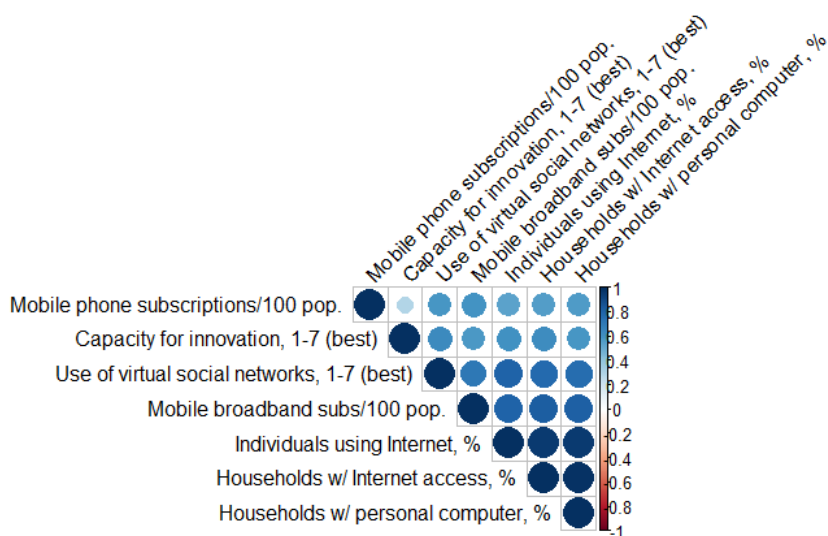 Mobile phone subscriptions/100 pop.
Capacity for innovation, 1-7 (best)
Use of virtual social networks, 1-7 (best)
Mobile broadband subs/100 pop.
Individuals using Internet, %
Households w/ Internet access, %
Households w/ personal computer, %
Mobile phone subscriptions/100 pop.
Capacity for innovation, 1-7 (best)
Use of virtual social networks, 1-7 (best)
Mobile broadband subs/100 pop.
Individuals using Internet, %
Households w/ Internet access, %
Households w/ personal computer, %
1
0.8
0.6
0.4
0.2
0
-0.2
-0.4
-0.6
-0.8
-1